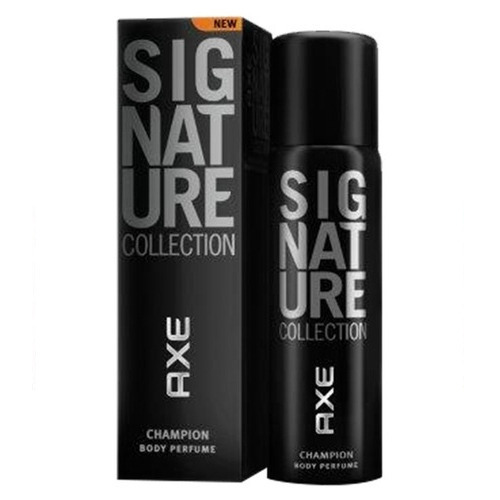 NEW
SIG
NAT
URE
COLLECTION
AXE
CHAMPION
BODY PERFUME
SIG
NAT
URE
COLLECTION
AXE
CHAMPION
BODY PERFUME